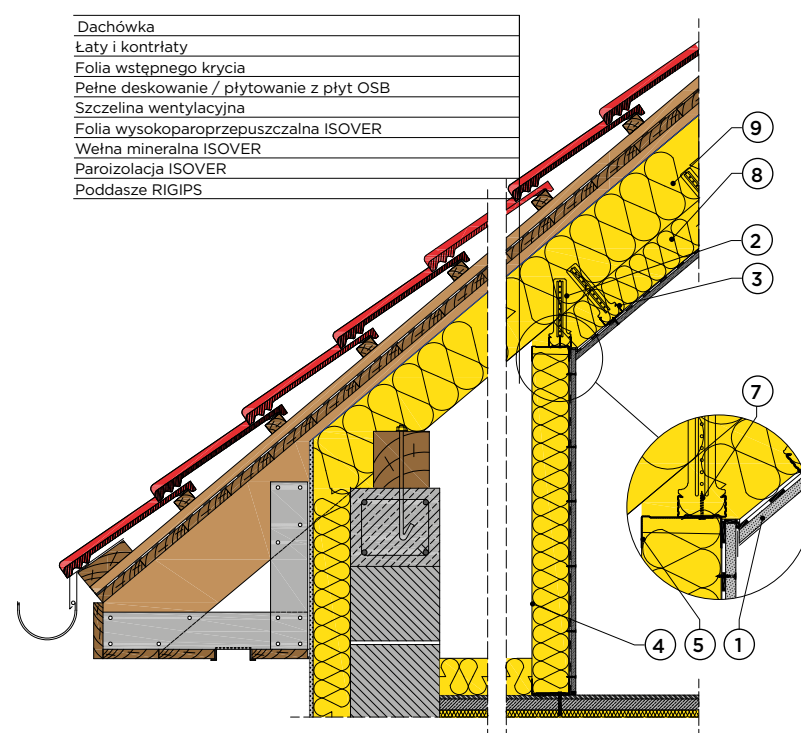 Dachówka
Łaty i kontrłaty
Folia wstępnego krycia
Pełne deskowanie / płytowanie z płyt OSB
Szczelina wentylacyjna
Folia wysokoparoprzepuszczalna ISOVER
Wełna mineralna ISOVER
Paroizolacja ISOVER
Poddasze RIGIPS
9
8
2
3
7
4
5
1